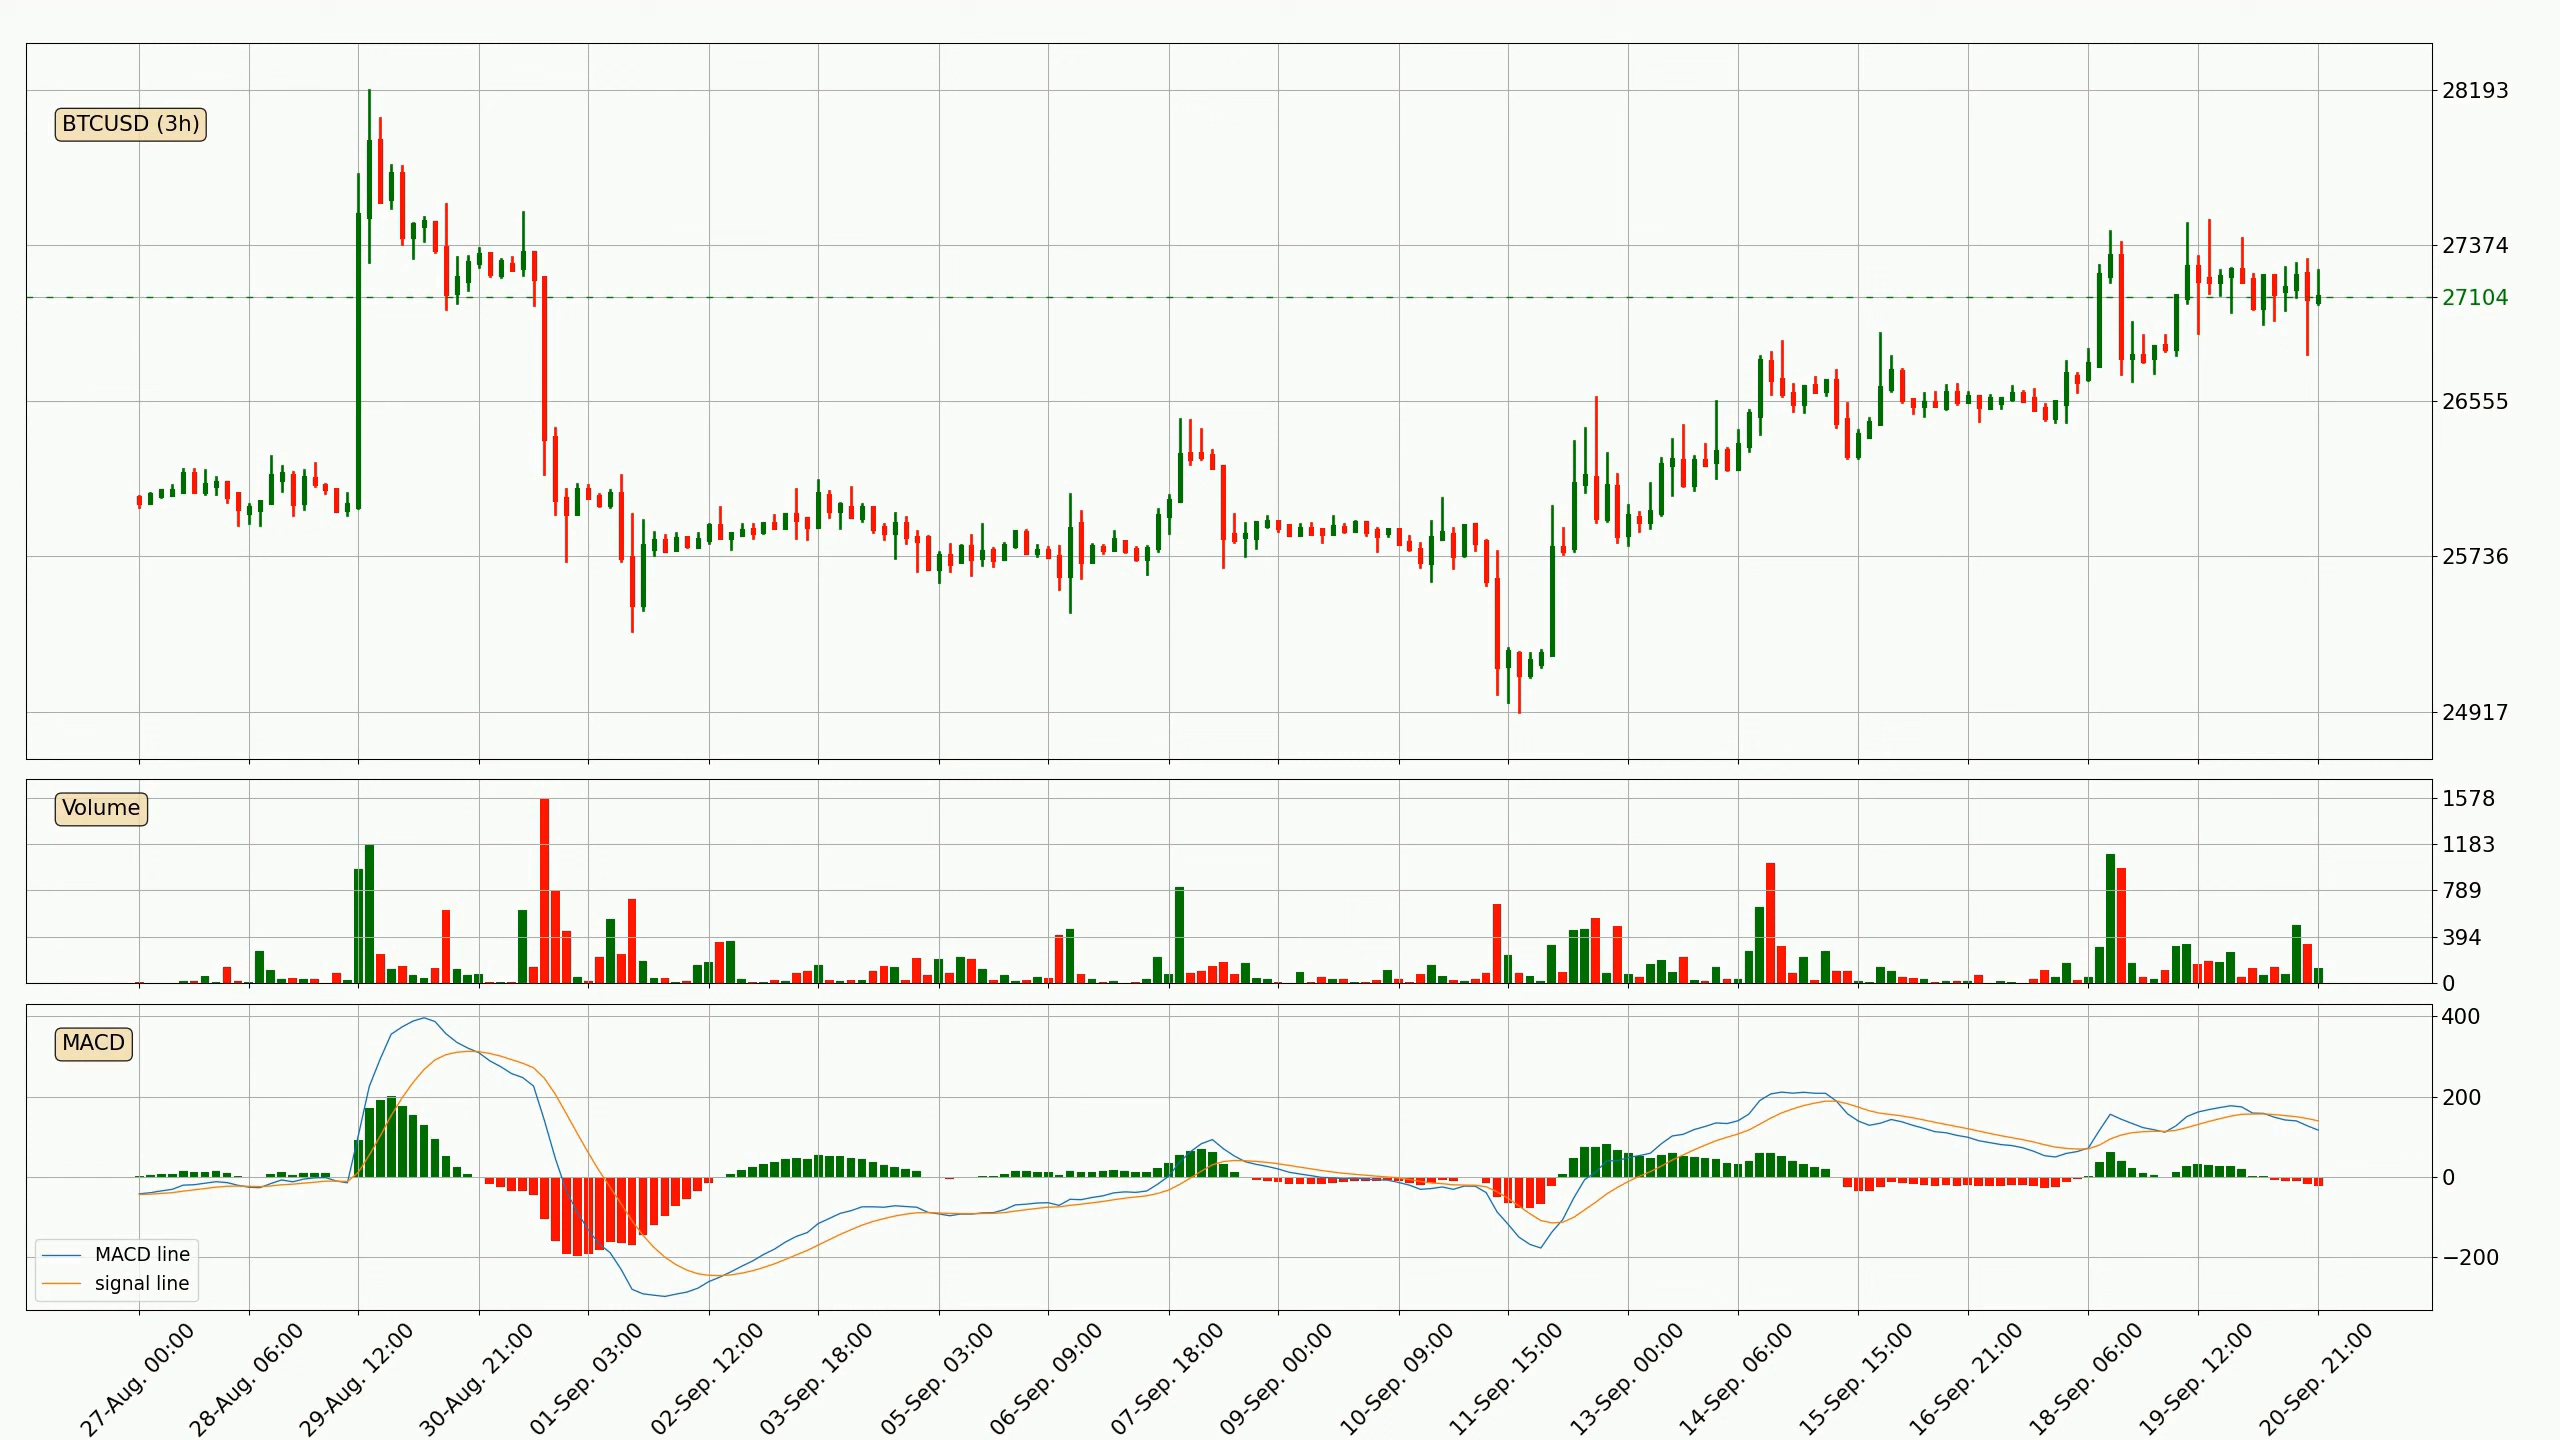 BTCUSD (3h)
28193
27374
27104
26555
25736
24917
Volume
1578
1183
789
394
0
MACD
400
200
0
−200
MACD line
signal line
27-Aug. 00:00
28-Aug. 06:00
29-Aug. 12:00
30-Aug. 21:00
01-Sep. 03:00
02-Sep. 12:00
03-Sep. 18:00
05-Sep. 03:00
06-Sep. 09:00
07-Sep. 18:00
09-Sep. 00:00
10-Sep. 09:00
11-Sep. 15:00
13-Sep. 00:00
14-Sep. 06:00
15-Sep. 15:00
16-Sep. 21:00
18-Sep. 06:00
19-Sep. 12:00
20-Sep. 21:00